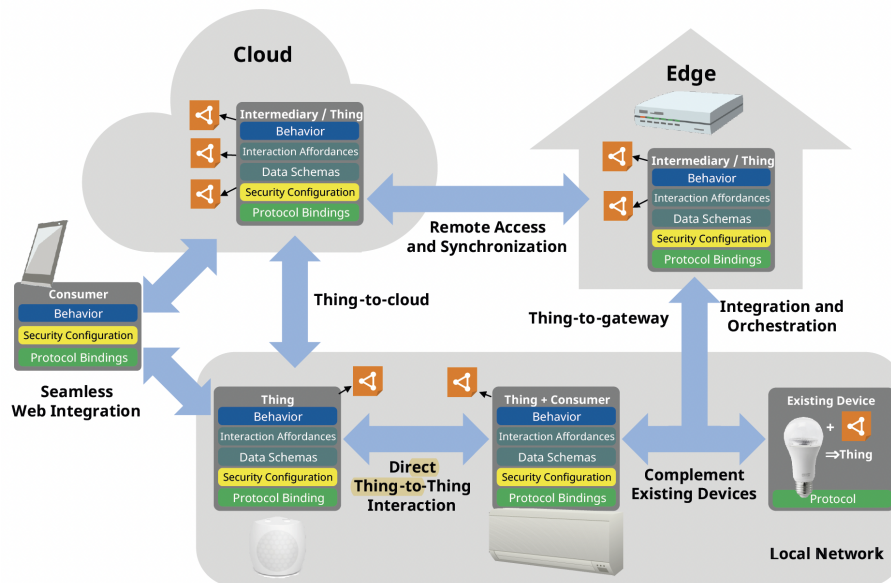 Cloud
Intermediary / Thing
Behavior
Interaction Affordances
Data Schemas
Security Configuration
Protocol Bindings
Edge
Intermediary / Thing
Behavior
Interaction Affordances
Data Schemas
Security Configuration
Protocol Bindings
Remote Access
and Synchronization
Consumer
Behavior
Security Configuration
Protocol Bindings
Seamless
Web Integration
Thing-to-cloud
Thing-to-gateway
Integration and
Orchestration
Thing
Behavior
Interaction Affordances
Data Schemas
Security Configuration
Protocol Binding
Direct
Thing-to-Thing
Interaction
Thing + Consumer
Behavior
Interaction Affordances
Data Schemas
Security Configuration
Protocol Bindings
Complement
Existing Devices
Existing Device
+
⇒Thing
Protocol
Local Network